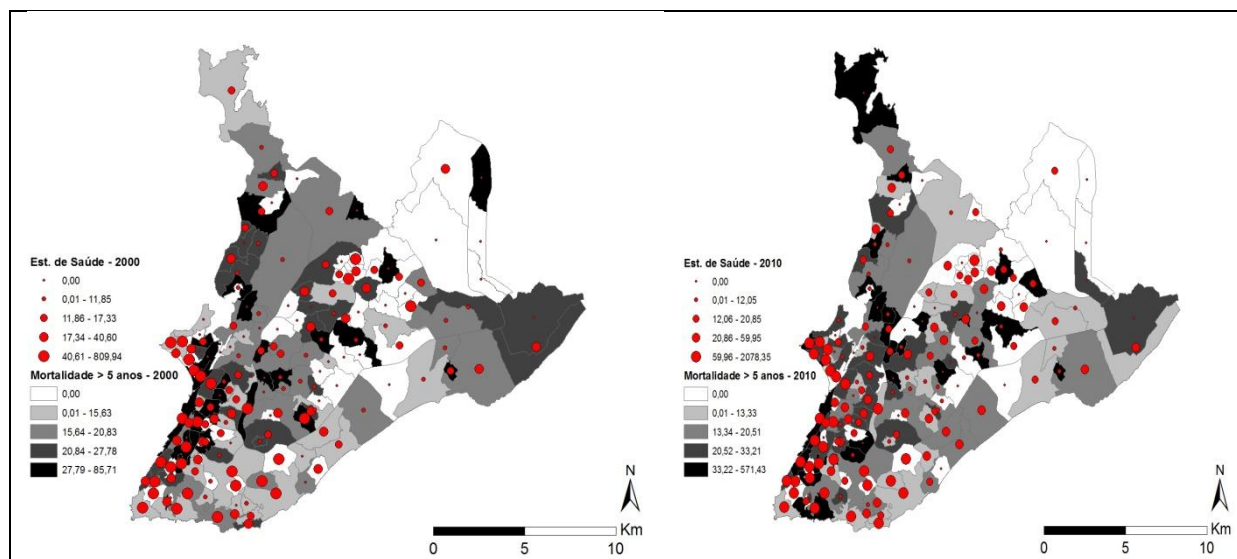 Est. de Saúde - 2000
0,00
0,01 - 11,85
11,86 - 17,33
17,34 - 40,60
40,61 - 809,94
Mortalidade > 5 anos - 2000
0,00
0,01 - 15,63
15,64 - 20,83
20,84 - 27,78
27,79 - 85,71
N
Km
0 5 10
Est. de Saúde - 2010
0,00
0,01 - 12,05
12,06 - 20,85
20,86 - 59,95
59,96 - 2078,35
Mortalidade > 5 anos - 2010
0,00
0,01 - 13,33
13,34 - 20,51
20,52 - 33,21
33,22 - 571,43
N
Km
0 5 10